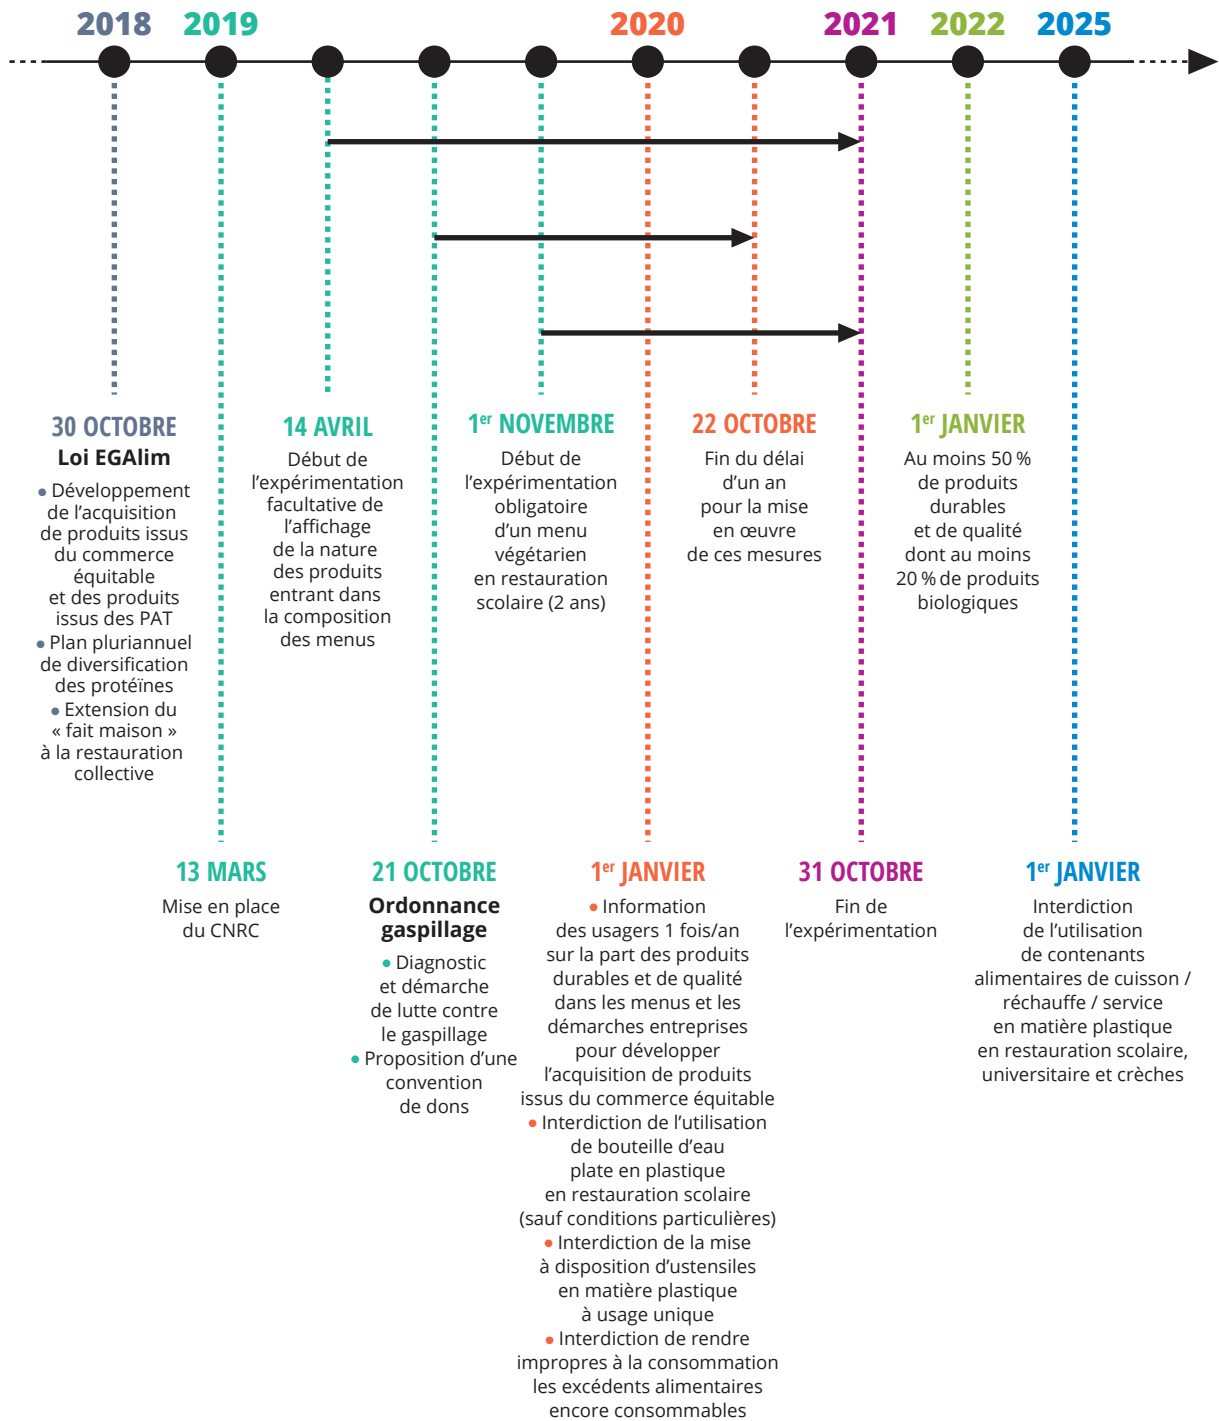 2018
2019
2020
2021
2022
2025
30 OCTOBRE
Loi EGAlim
• Développement
de l’acquisition
de produits issus
du commerce
équitable
et des produits
issus des PAT
• Plan pluriannuel
de diversification
des protéïnes
• Extension du
« fait maison »
à la restauration
collective
14 AVRIL
Début de
l’expérimentation
facultative de
l’affichage
de la nature
des produits
entrant dans
la composition
des menus
1er NOVEMBRE
Début de
l’expérimentation
obligatoire
d’un menu
végétarien
en restauration
scolaire (2 ans)
22 OCTOBRE
Fin du délai
d’un an
pour la mise
en œuvre
de ces mesures
1er JANVIER
Au moins 50 %
de produits
durables
et de qualité
dont au moins
20 % de produits
biologiques
13 MARS
Mise en place
du CNRC
21 OCTOBRE
Ordonnance
gaspillage
• Diagnostic
et démarche
de lutte contre
le gaspillage
• Proposition d’une
convention
de dons
1er JANVIER
• Information
des usagers 1 fois/an
sur la part des produits
durables et de qualité
dans les menus et les
démarches entreprises
pour développer
l’acquisition de produits
issus du commerce équitable
• Interdiction de l’utilisation
de bouteille d’eau
plate en plastique
en restauration scolaire
(sauf conditions particulières)
• Interdiction de la mise
à disposition d’ustensiles
en matière plastique
à usage unique
• Interdiction de rendre
impropres à la consommation
les excédents alimentaires
encore consommables
31 OCTOBRE
Fin de
l’expérimentation
1er JANVIER
Interdiction
de l’utilisation
de contenants
alimentaires de cuisson /
réchauffe / service
en matière plastique
en restauration scolaire,
universitaire et crèches